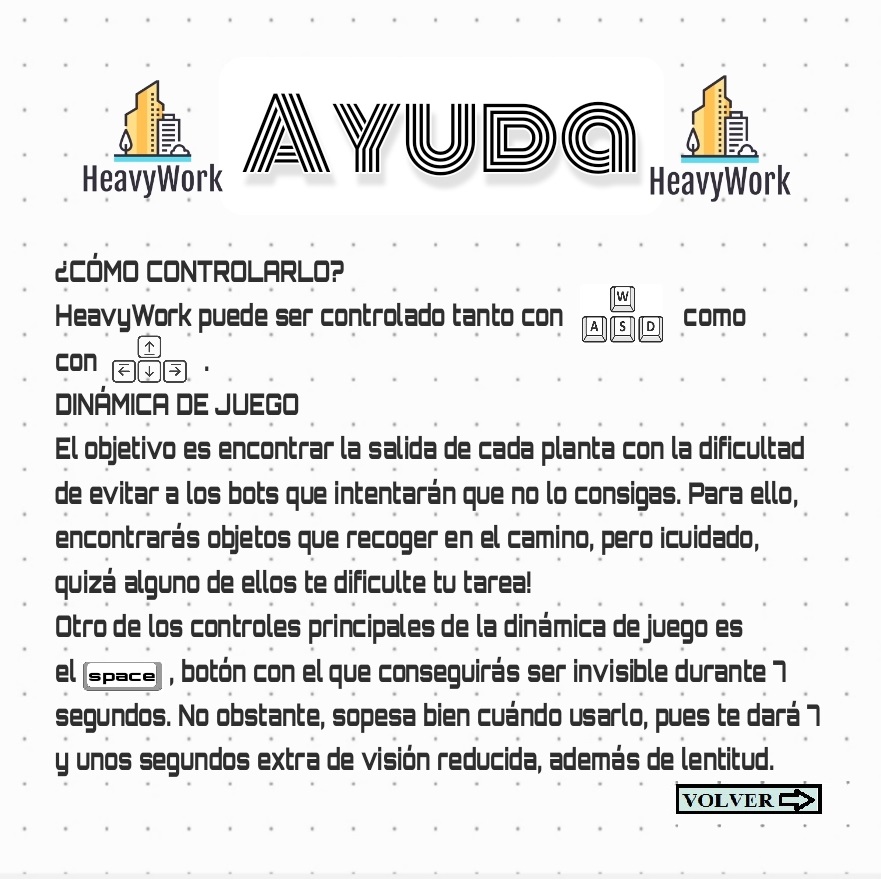 HeavyWork Ayuda HeavyWork
¿CÓMO CONTROLARLO?
HeavyWork puede ser controlado tanto con W A S D como
con ↑ ← ↓ → .
DINÁMICA DE JUEGO
El objetivo es encontrar la salida de cada planta con la dificultad
de evitar a los bots que intentarán que no lo consigas. Para ello,
encontrarás objetos que recoger en el camino, pero ¡cuidado,
quizá alguno de ellos te dificulte tu tarea!
Otro de los controles principales de la dinámica de juego es
el space , botón con el que conseguirás ser invisible durante 7
segundos. No obstante, sopesa bien cuándo usarlo, pues te dará 7
y unos segundos extra de visión reducida, además de lentitud.
VOLVER